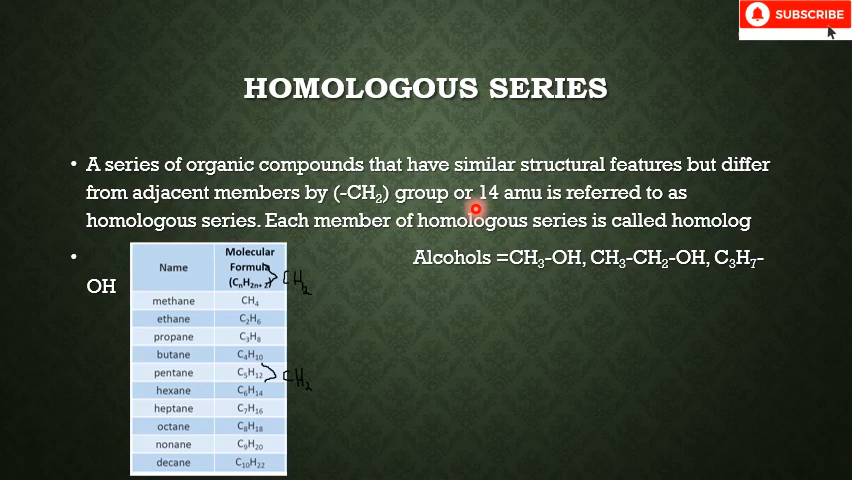 SUBSCRIBE
HOMOLOGOUS SERIES
• A series of organic compounds that have similar structural features but differ
from adjacent members by (-CH₂) group or 14 amu is referred to as
homologous series. Each member of homologous series is called homolog
• Alcohols =CH₃-OH, CH₃-CH₂-OH, C₃H₇-
OH
Name Molecular Formula (CₙH₂ₙ₊₂)
CH₂
methane CH₄
ethane C₂H₆
propane C₃H₈
butane C₄H₁₀
pentane C₅H₁₂
CH₂
hexane C₆H₁₄
heptane C₇H₁₆
octane C₈H₁₈
nonane C₉H₂₀
decane C₁₀H₂₂